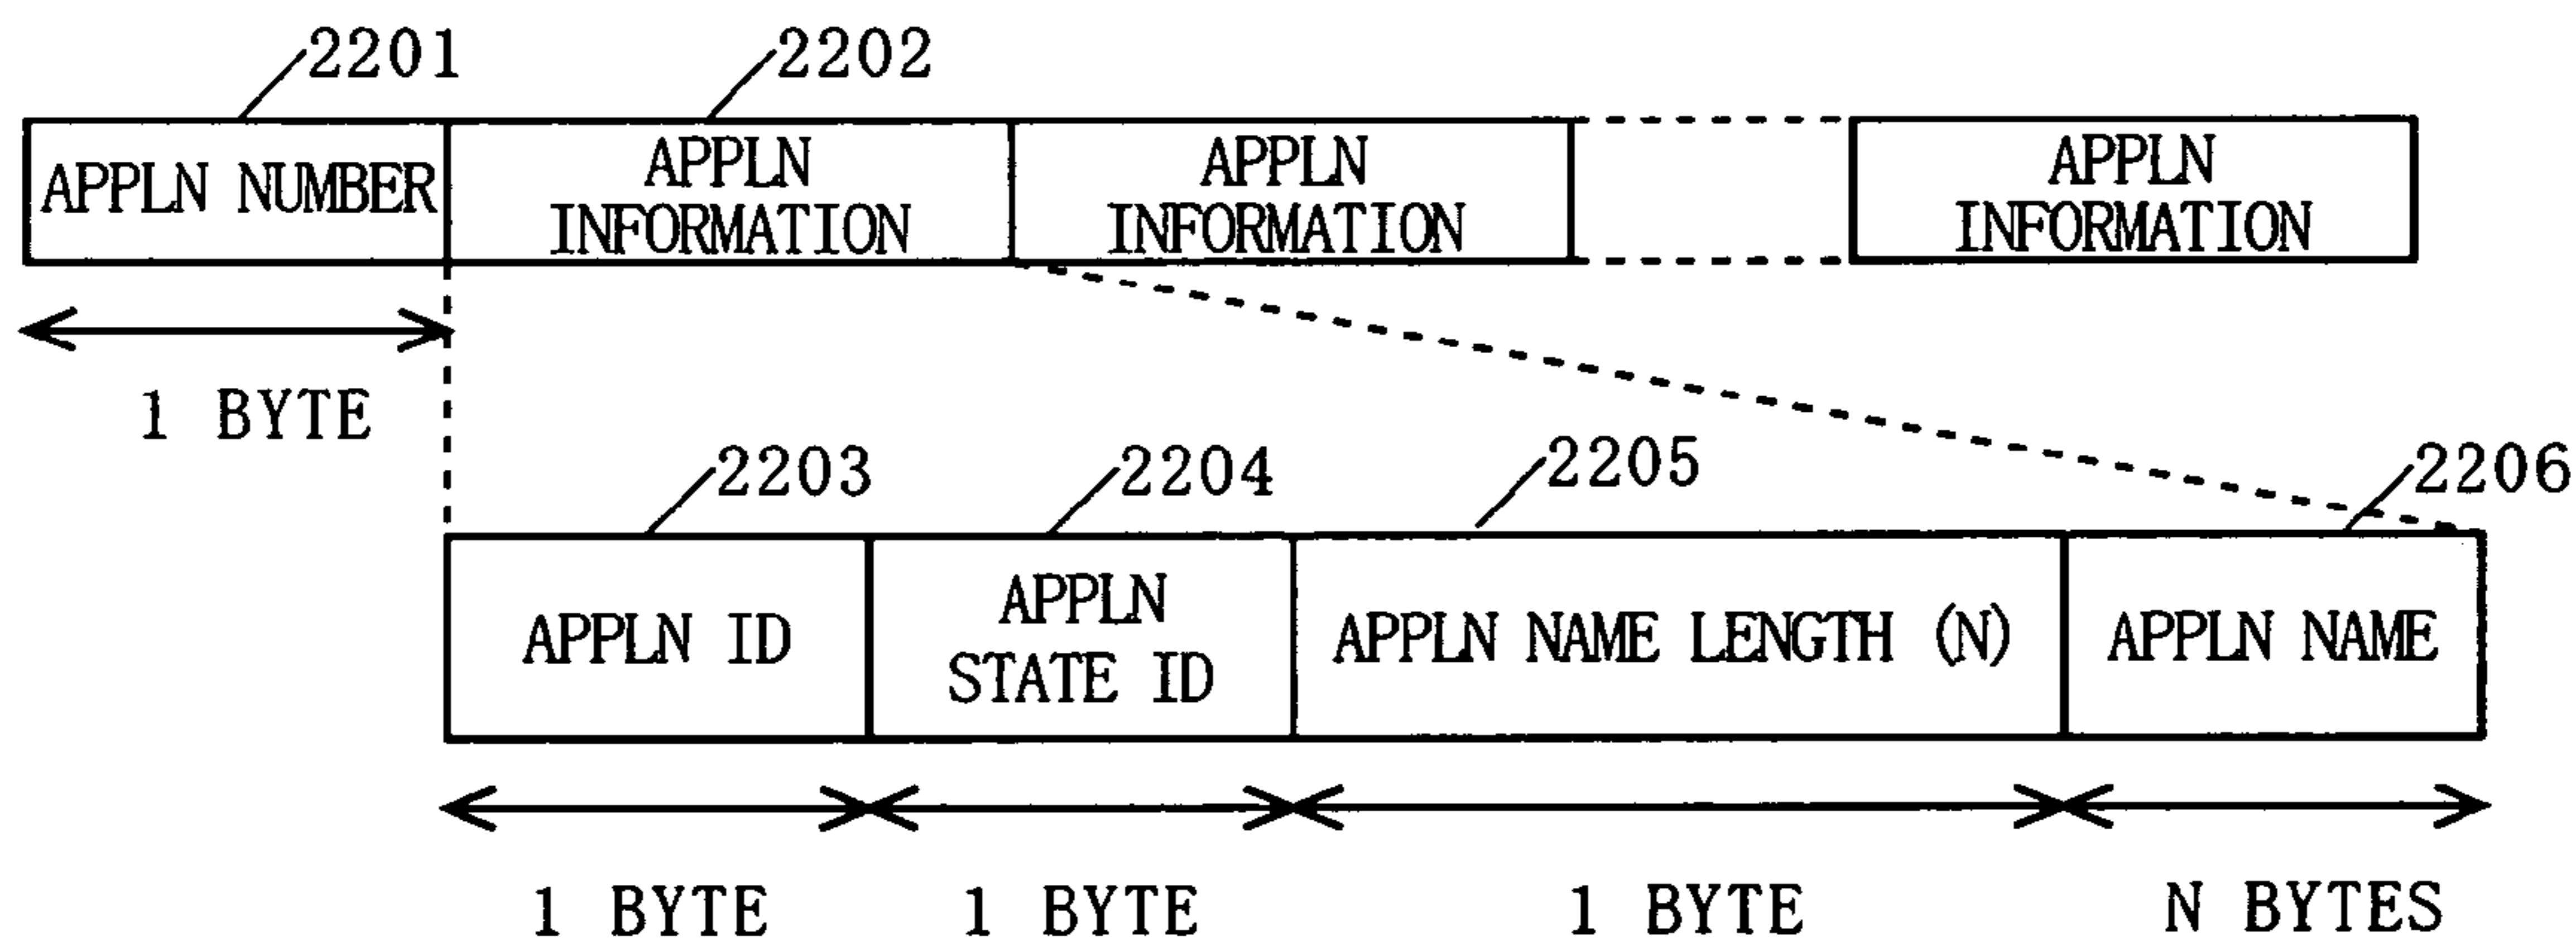 2201
2202
APPLN NUMBER
APPLN
INFORMATION
APPLN
INFORMATION
APPLN
INFORMATION
1 BYTE
2203
2204
2205
2206
APPLN ID
APPLN
STATE ID
APPLN NAME LENGTH (N)
APPLN NAME
1 BYTE
1 BYTE
1 BYTE
N BYTES